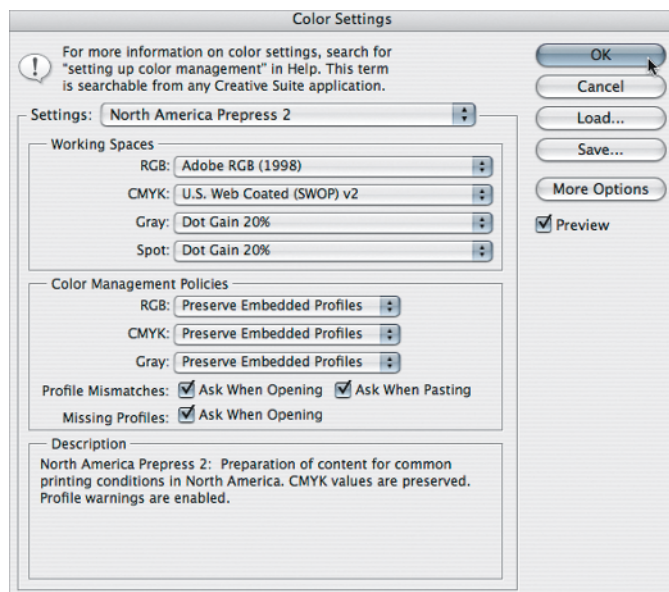 Color Settings
For more information on color settings, search for
"setting up color management" in Help. This term
is searchable from any Creative Suite application.
Settings: North America Prepress 2
Working Spaces
RGB: Adobe RGB (1998)
CMYK: U.S. Web Coated (SWOP) v2
Gray: Dot Gain 20%
Spot: Dot Gain 20%
Color Management Policies
RGB: Preserve Embedded Profiles
CMYK: Preserve Embedded Profiles
Gray: Preserve Embedded Profiles
Profile Mismatches: Ask When Opening Ask When Pasting
Missing Profiles: Ask When Opening
Description
North America Prepress 2: Preparation of content for common
printing conditions in North America. CMYK values are preserved.
Profile warnings are enabled.
OK
Cancel
Load...
Save...
More Options
Preview